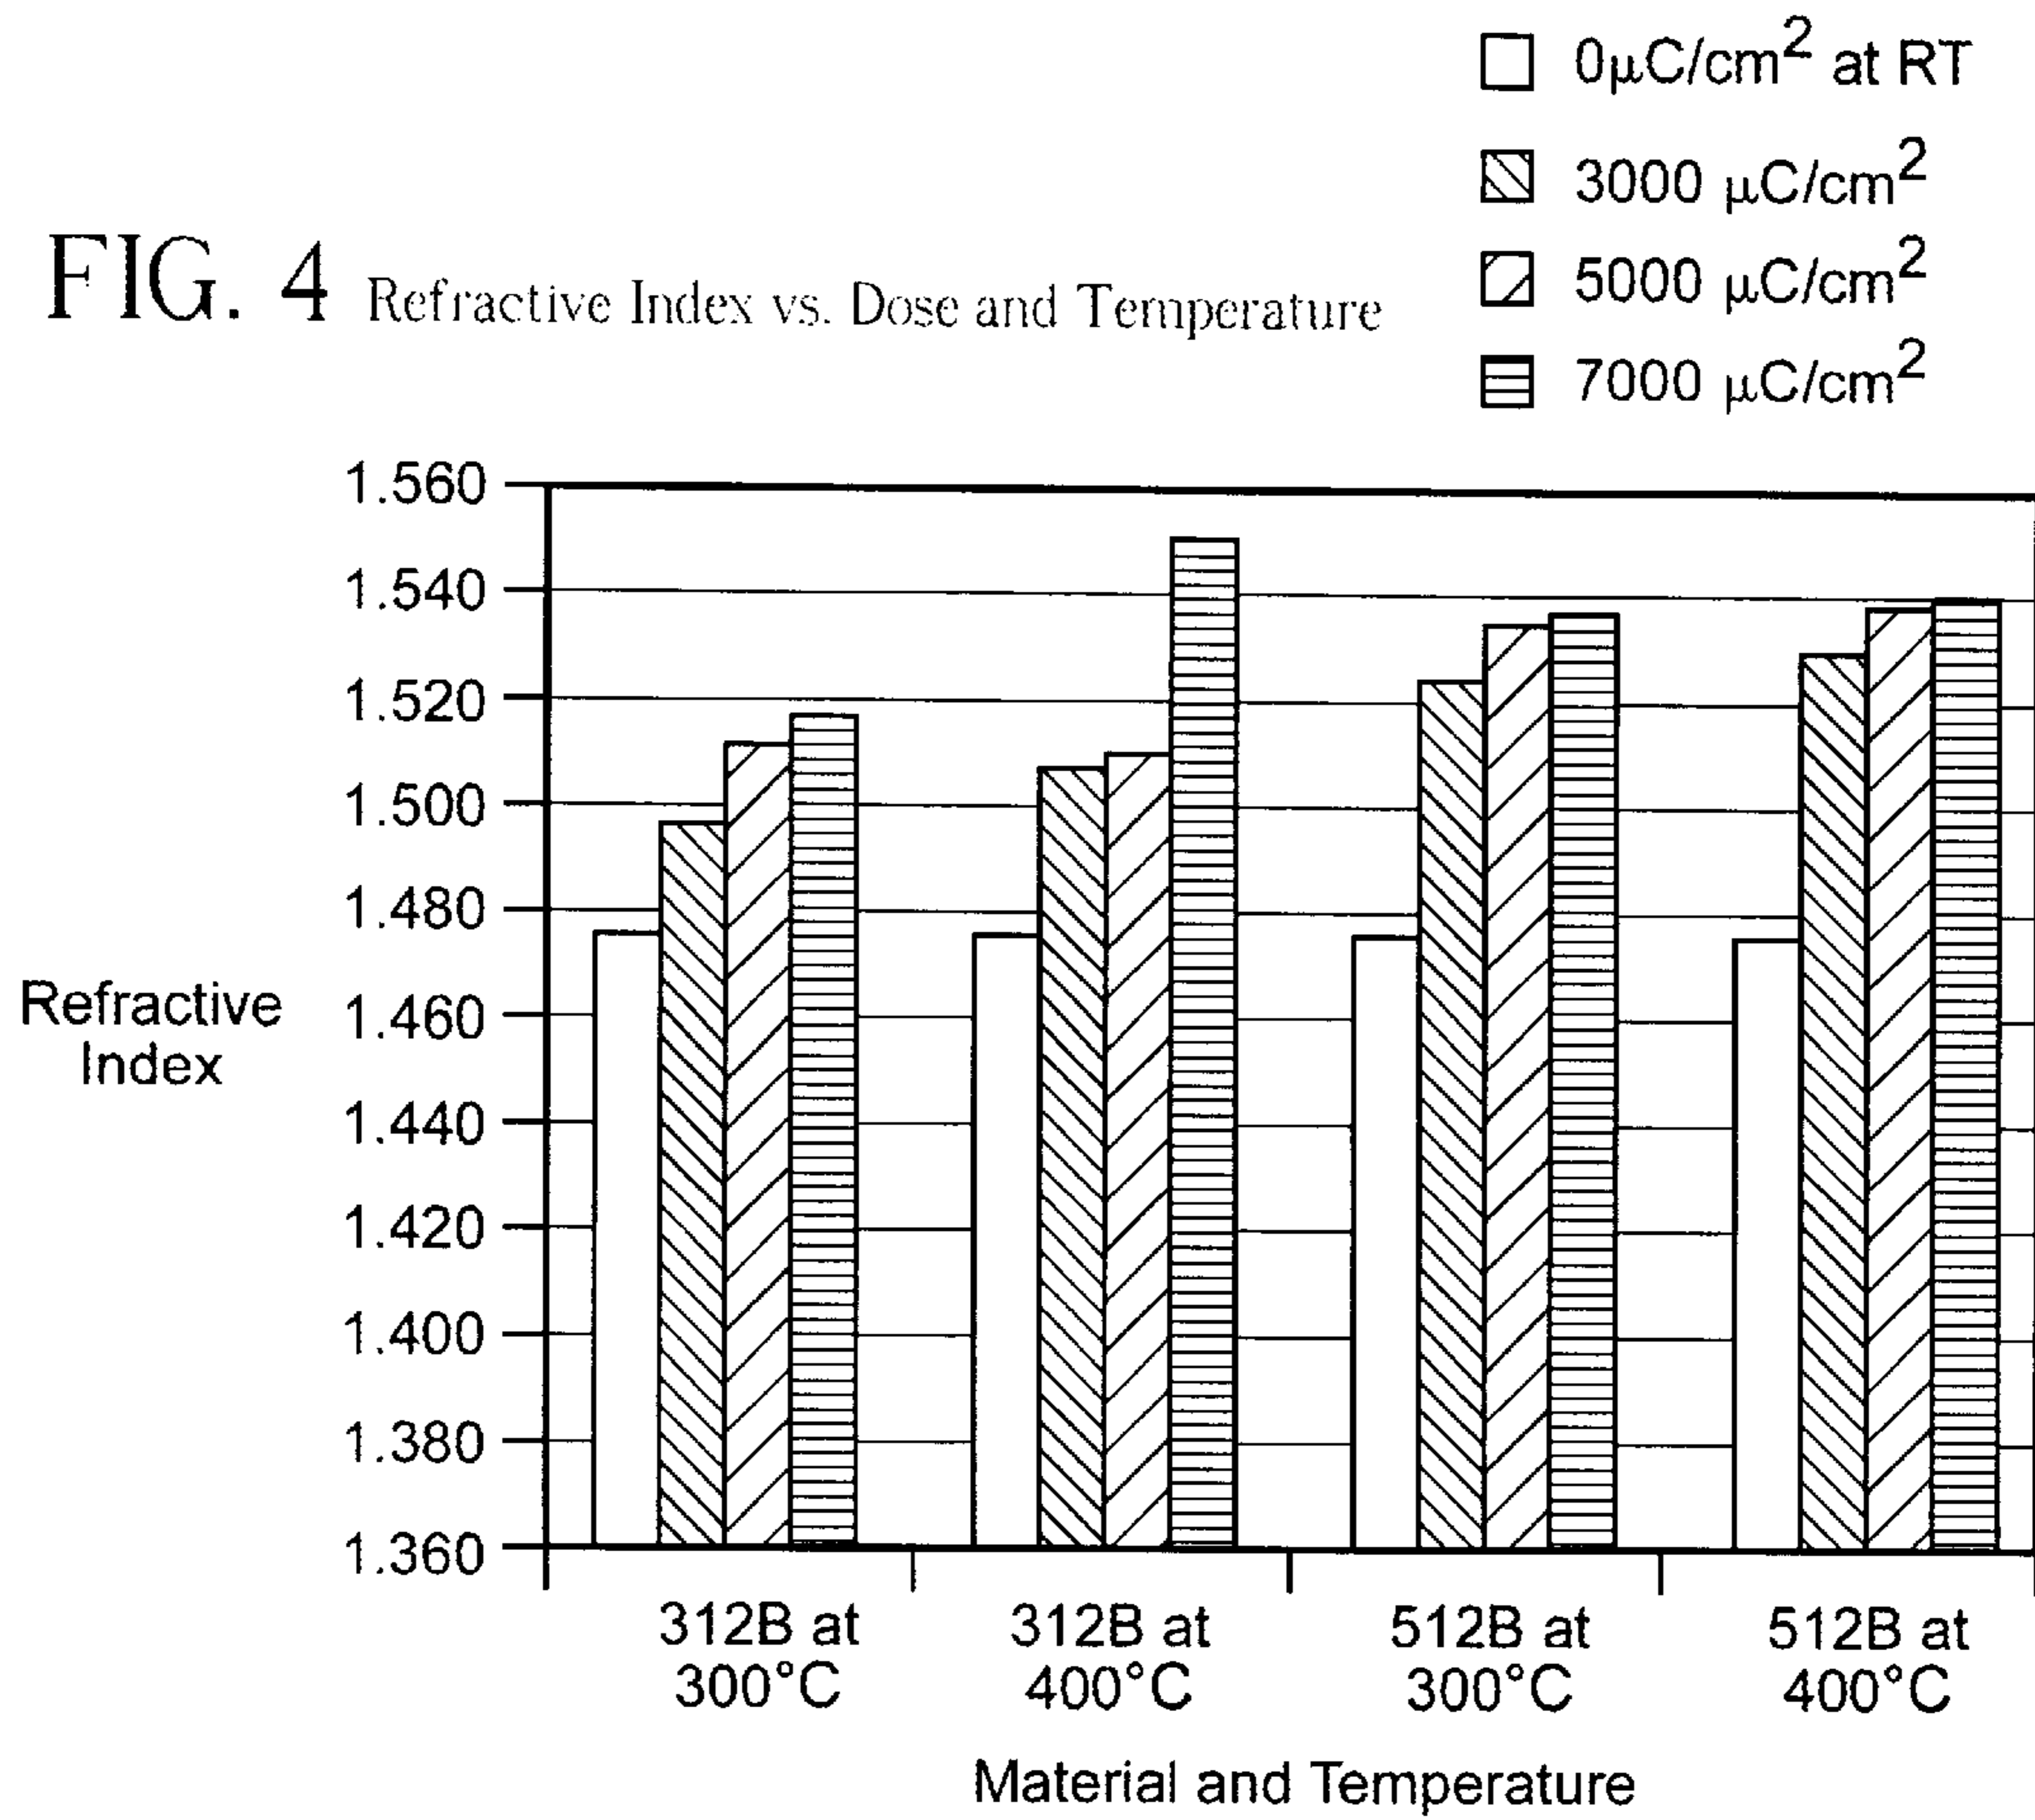 0μC/cm² at RT
3000 μC/cm²
5000 μC/cm²
7000 μC/cm²
FIG. 4 Refractive Index vs. Dose and Temperature
1.560
1.540
1.520
1.500
1.480
1.460
1.440
1.420
1.400
1.380
1.360
Refractive
Index
312B at
300°C
312B at
400°C
512B at
300°C
512B at
400°C
Material and Temperature